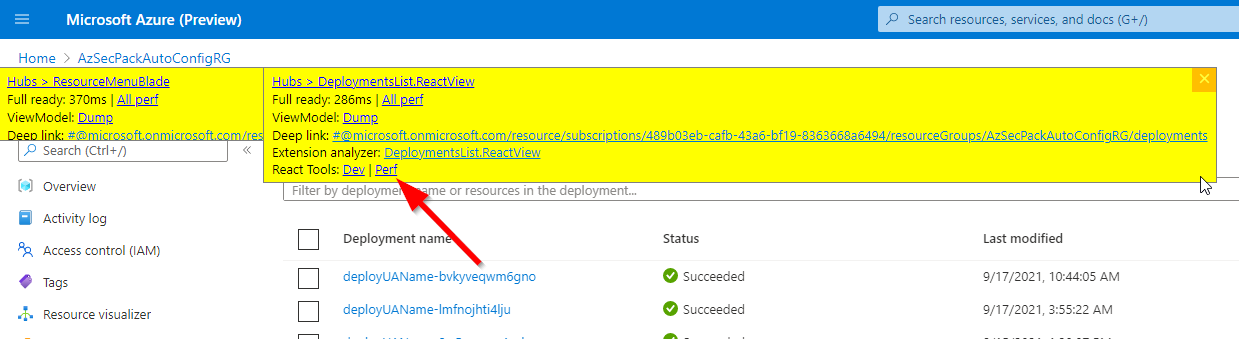 Microsoft Azure (Preview)
Search resources, services, and docs (G+/)
Home > AzSecPackAutoConfigRG
Hubs > ResourceMenuBlade
Full ready: 370ms | All perf
ViewModel: Dump
Deep link: #@microsoft.onmicrosoft.com/res
Hubs > DeploymentsList.ReactView
Full ready: 286ms | All perf
ViewModel: Dump
Deep link: #@microsoft.onmicrosoft.com/resource/subscriptions/489b03eb-cafb-43a6-bf19-8363668a6494/resourceGroups/AzSecPackAutoConfigRG/deployments
Extension analyzer: DeploymentsList.ReactView
React Tools: Dev | Perf
Search (Ctrl+/)
Overview
Activity log
Access control (IAM)
Tags
Resource visualizer
Filter by deployment name or resources in the deployment...
Deployment name Status Last modified
deployUAName-bvkyveqwm6gno Succeeded 9/17/2021, 10:44:05 AM
deployUAName-lmfnojhti4lju Succeeded 9/17/2021, 3:55:22 AM